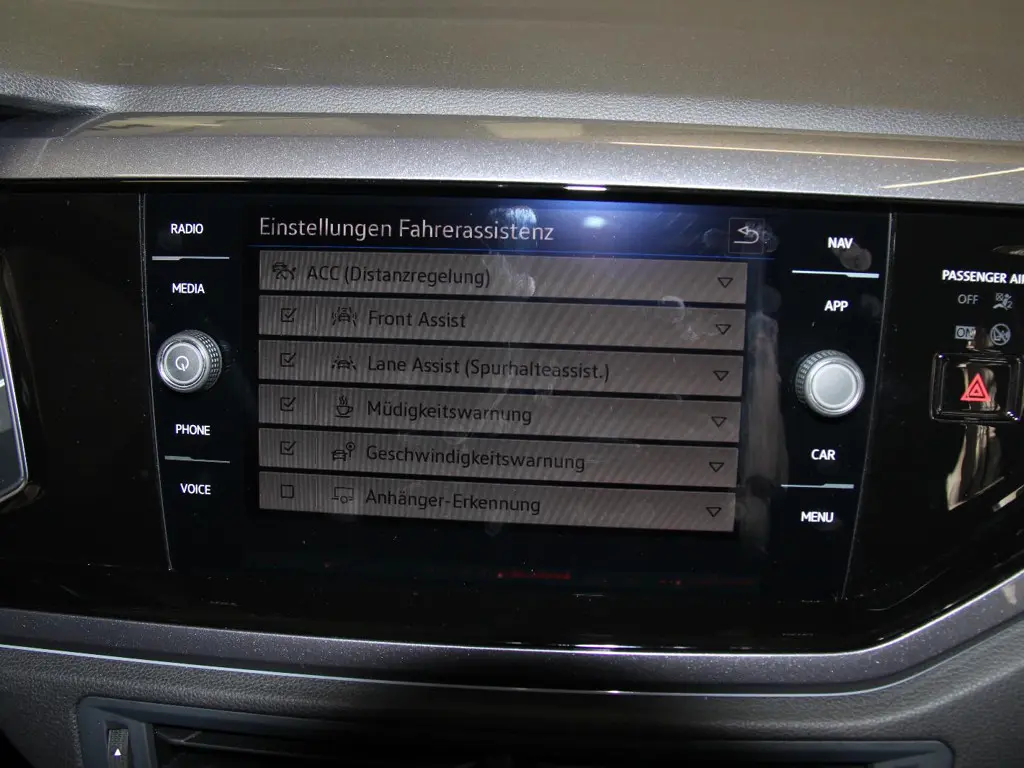 RADIO
MEDIA
PHONE
VOICE
Einstellungen Fahrerassistenz
ACC (Distanzregelung)
Front Assist
Lane Assist (Spurhalteassist.)
Müdigkeitswarnung
Geschwindigkeitswarnung
Anhänger-Erkennung
NAV
APP
CAR
MENU
PASSENGER AI
OFF
ON